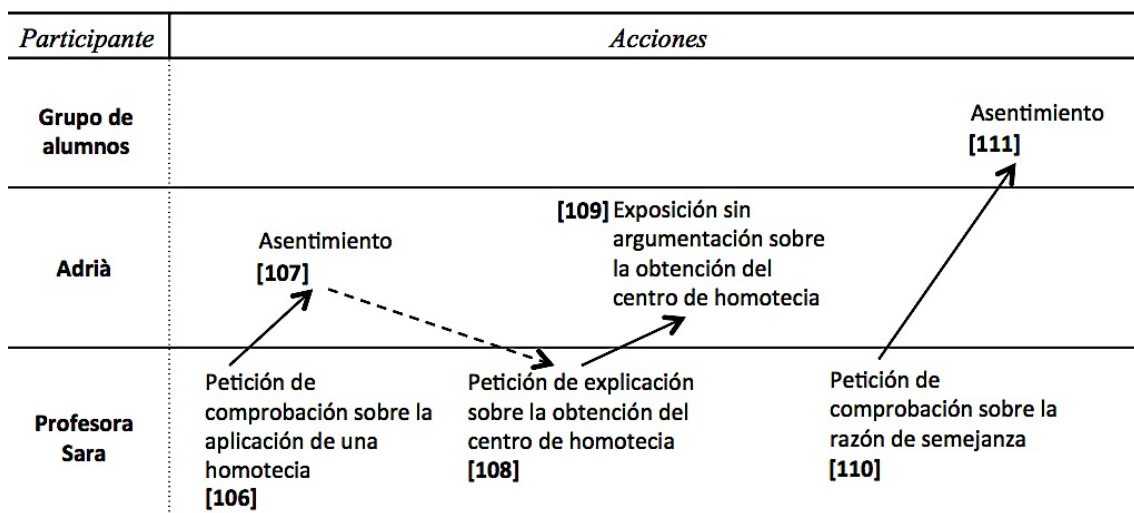 Participante Acciones
Grupo de
alumnos
Asentimiento
[111]
Adrià
Asentimiento
[107]
[109] Exposición sin
argumentación sobre
la obtención del
centro de homotecia
Profesora
Sara
Petición de
comprobación sobre la
aplicación de una
homotecia
[106]
Petición de explicación
sobre la obtención del
centro de homotecia
[108]
Petición de
comprobación sobre la
razón de semejanza
[110]